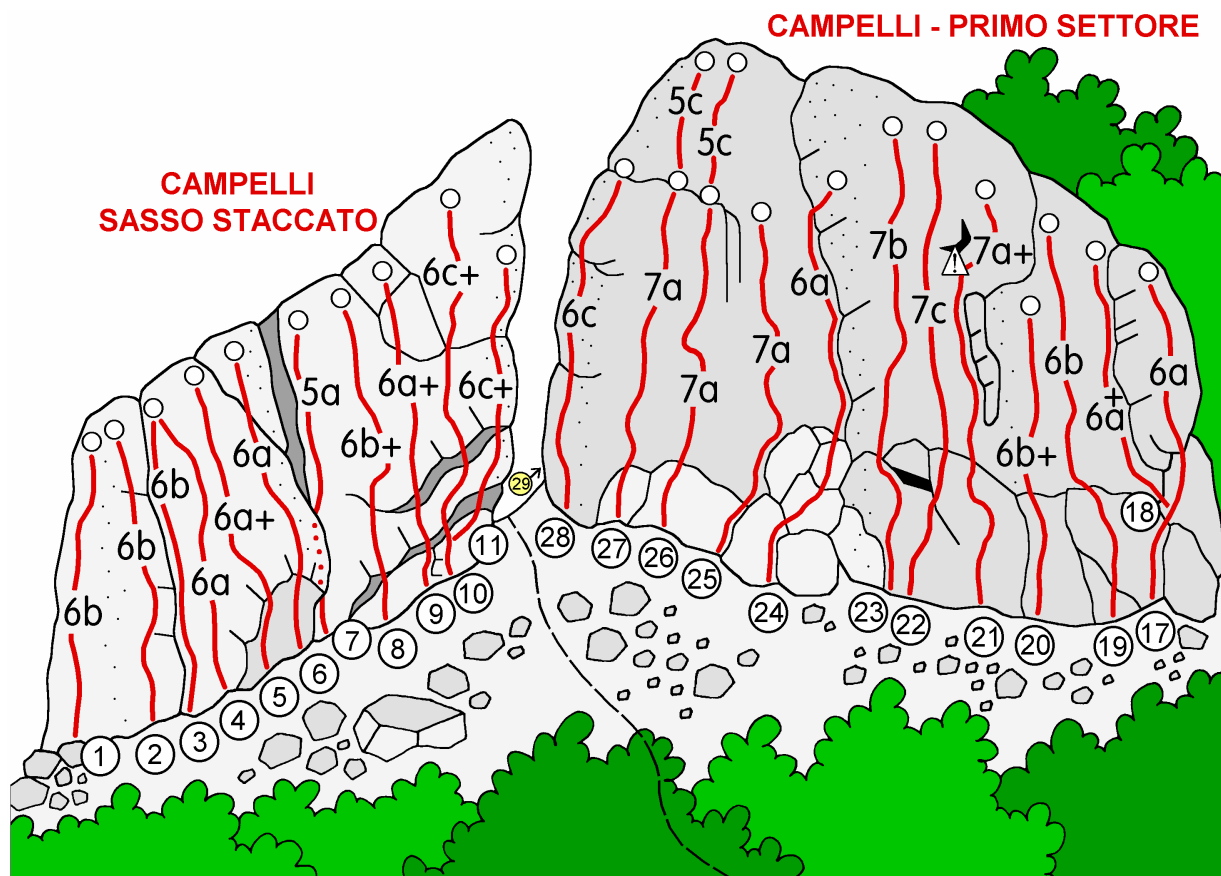 CAMPELLI - PRIMO SETTORE
CAMPELLI
SASSO STACCATO
5c
5c
7b
7a+
6c+
7a
6a
6c
7c
7a
6b
6a+
6c+
5a
7a
6a
+
6a
6b+
6a
6b+
6b
29
6a+
18
6b
11
28
27
26
6a
25
10
24
6b
9
23
22
8
21
20
19
17
7
6
5
4
3
2
1
!